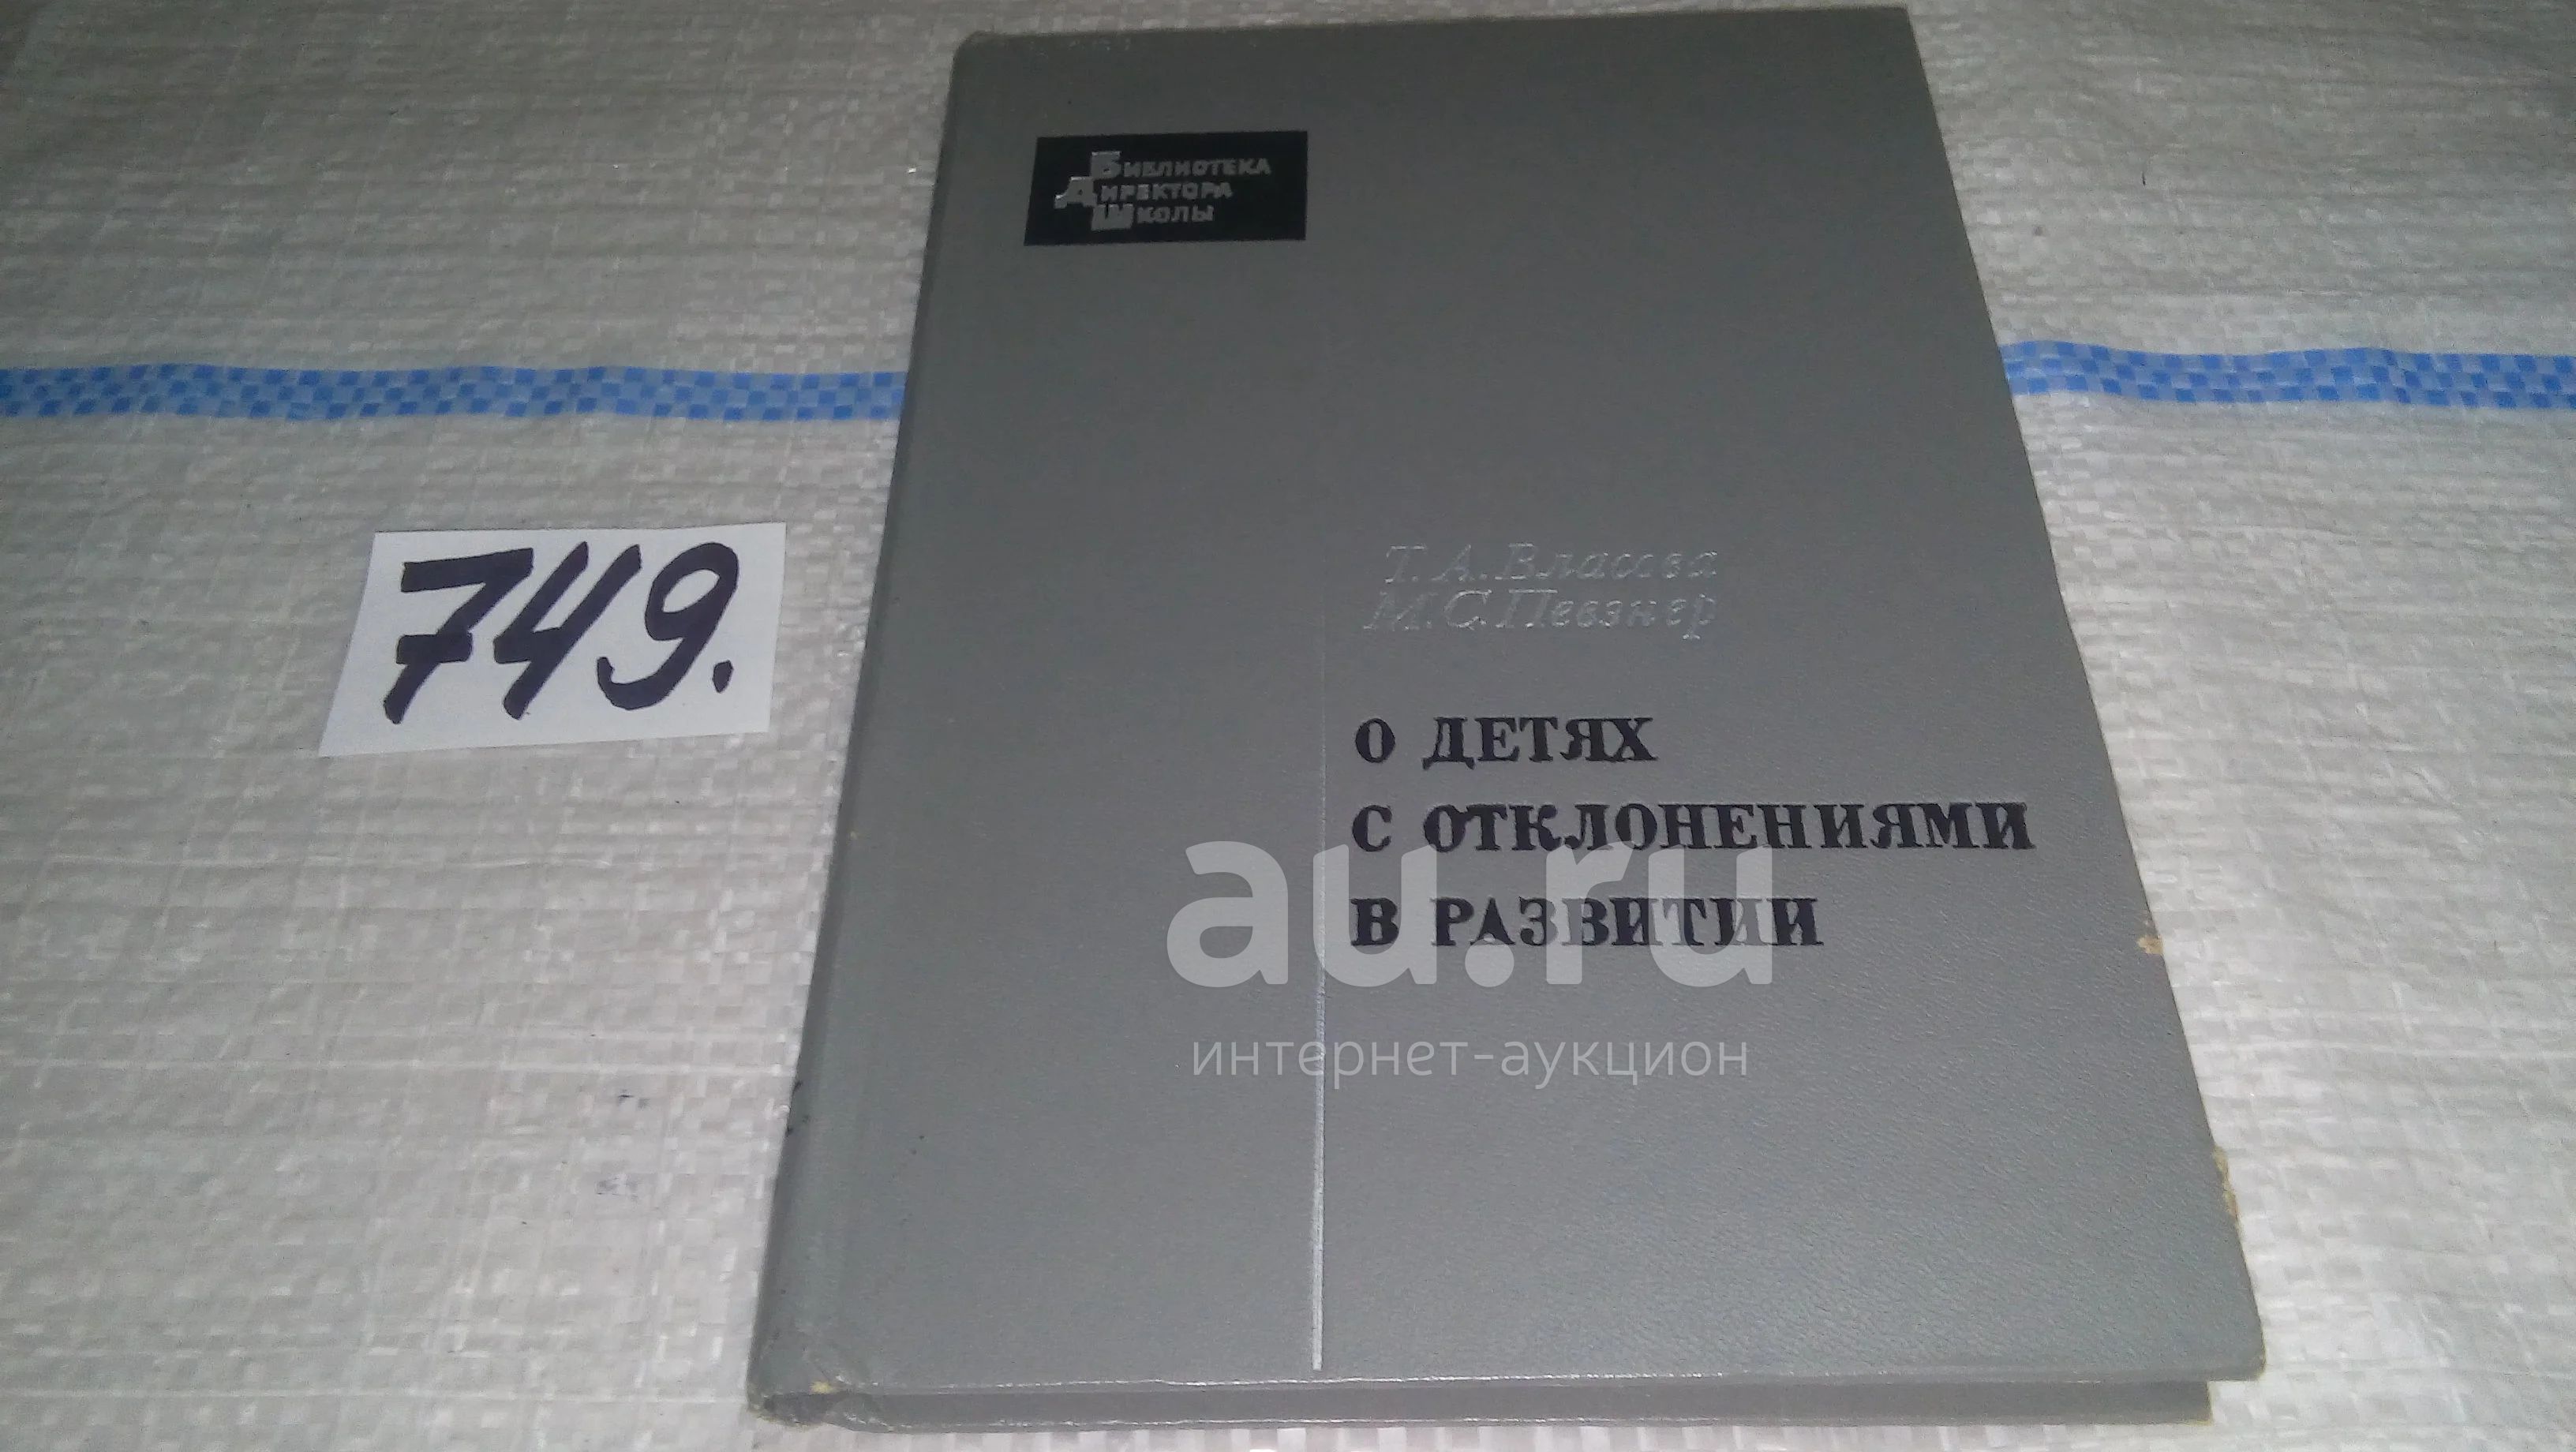 Библиотека
Директора
Школы
749.
Т. А. Власова
М. С. Певзнер
О ДЕТЯХ
С ОТКЛОНЕНИЯМИ
В РАЗВИТИИ
au.ru
интернет-аукцион